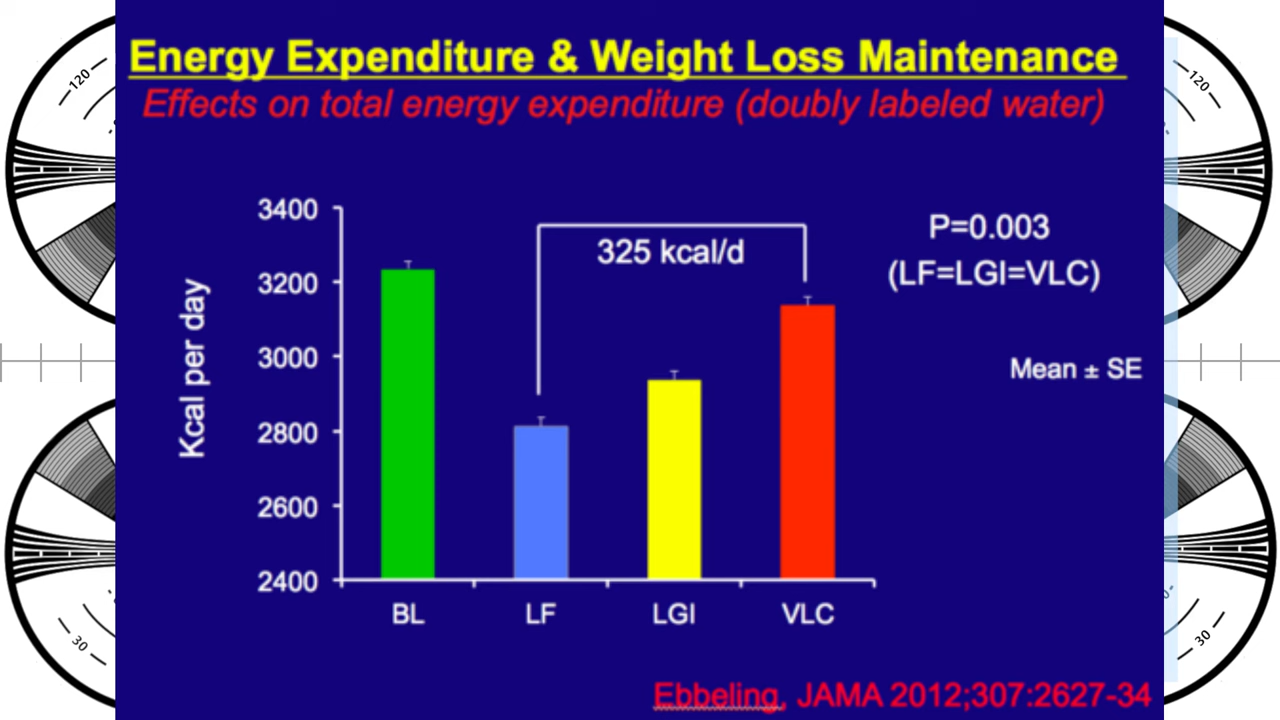 Energy Expenditure & Weight Loss Maintenance
Effects on total energy expenditure (doubly labeled water)
3400
3200
3000
2800
2600
2400
Kcal per day
325 kcal/d
P=0.003
(LF=LGI=VLC)
Mean ± SE
BL LF LGI VLC
Ebbeling, JAMA 2012;307:2627-34
120
120
30
30